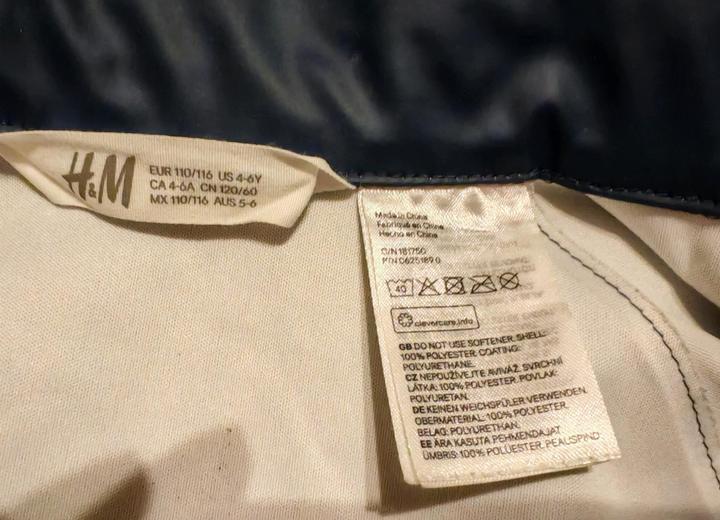 H&M
EUR 110/116 US 4-6Y
CA 4-6A CN 120/60
MX 110/116 AUS 5-6
Made in China
Fabriqué en Chine
Hecho en China
O/N 181750
P/N C625189 0
40
clevercare.info
GB DO NOT USE SOFTENER. SHELL:
100% POLYESTER. COATING:
POLYURETHANE.
CZ NEPOUŽÍVEJTE AVIVÁŽ. SVRCHNÍ
LÁTKA: 100% POLYESTER. POVLAK:
POLYURETAN.
DE KEINEN WEICHSPÜLER VERWENDEN.
OBERMATERIAL: 100% POLYESTER.
BELAG: POLYURETHAN.
EE ÄRA KASUTA PEHMENDAJAT
ÜMBRIS: 100% POLÜESTER. PEALISPIND: